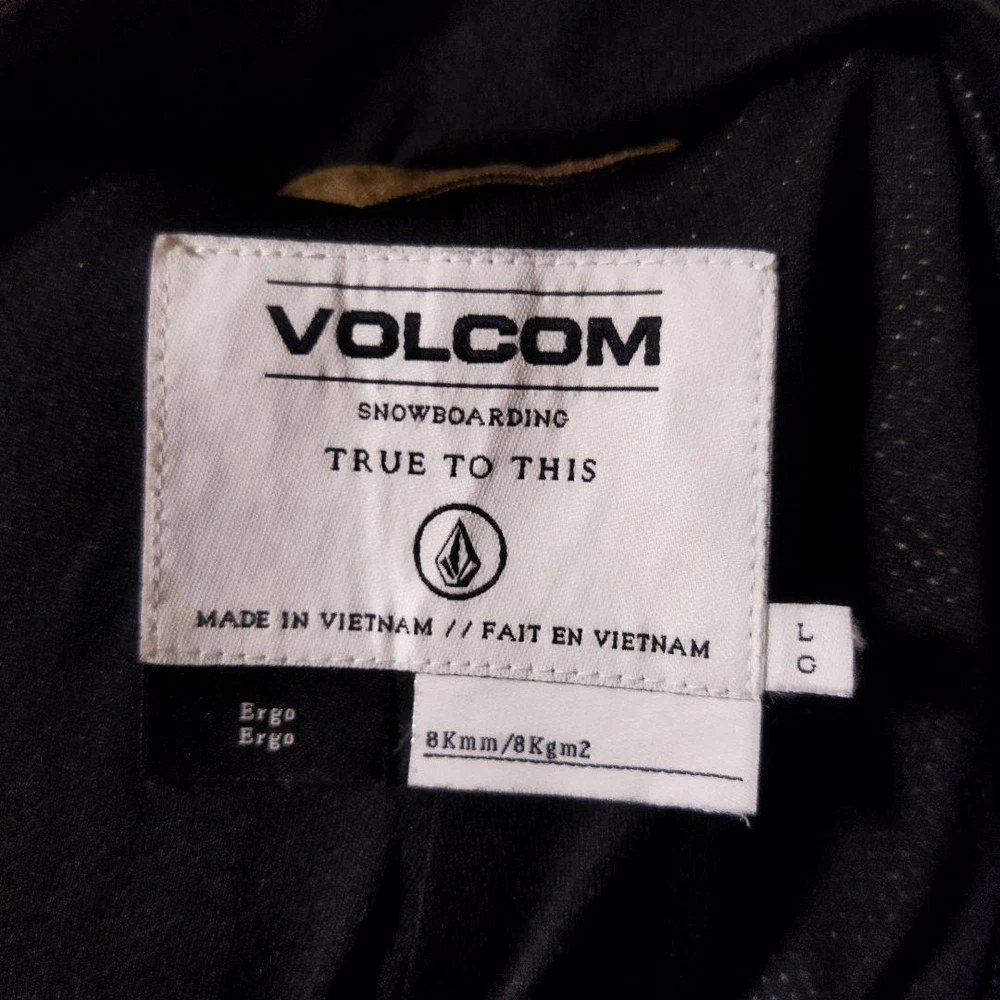 VOLCOM
SNOWBOARDING
TRUE TO THIS
MADE IN VIETNAM // FAIT EN VIETNAM
L
G
Ergo
Ergo
8Kmm/8Kgm2